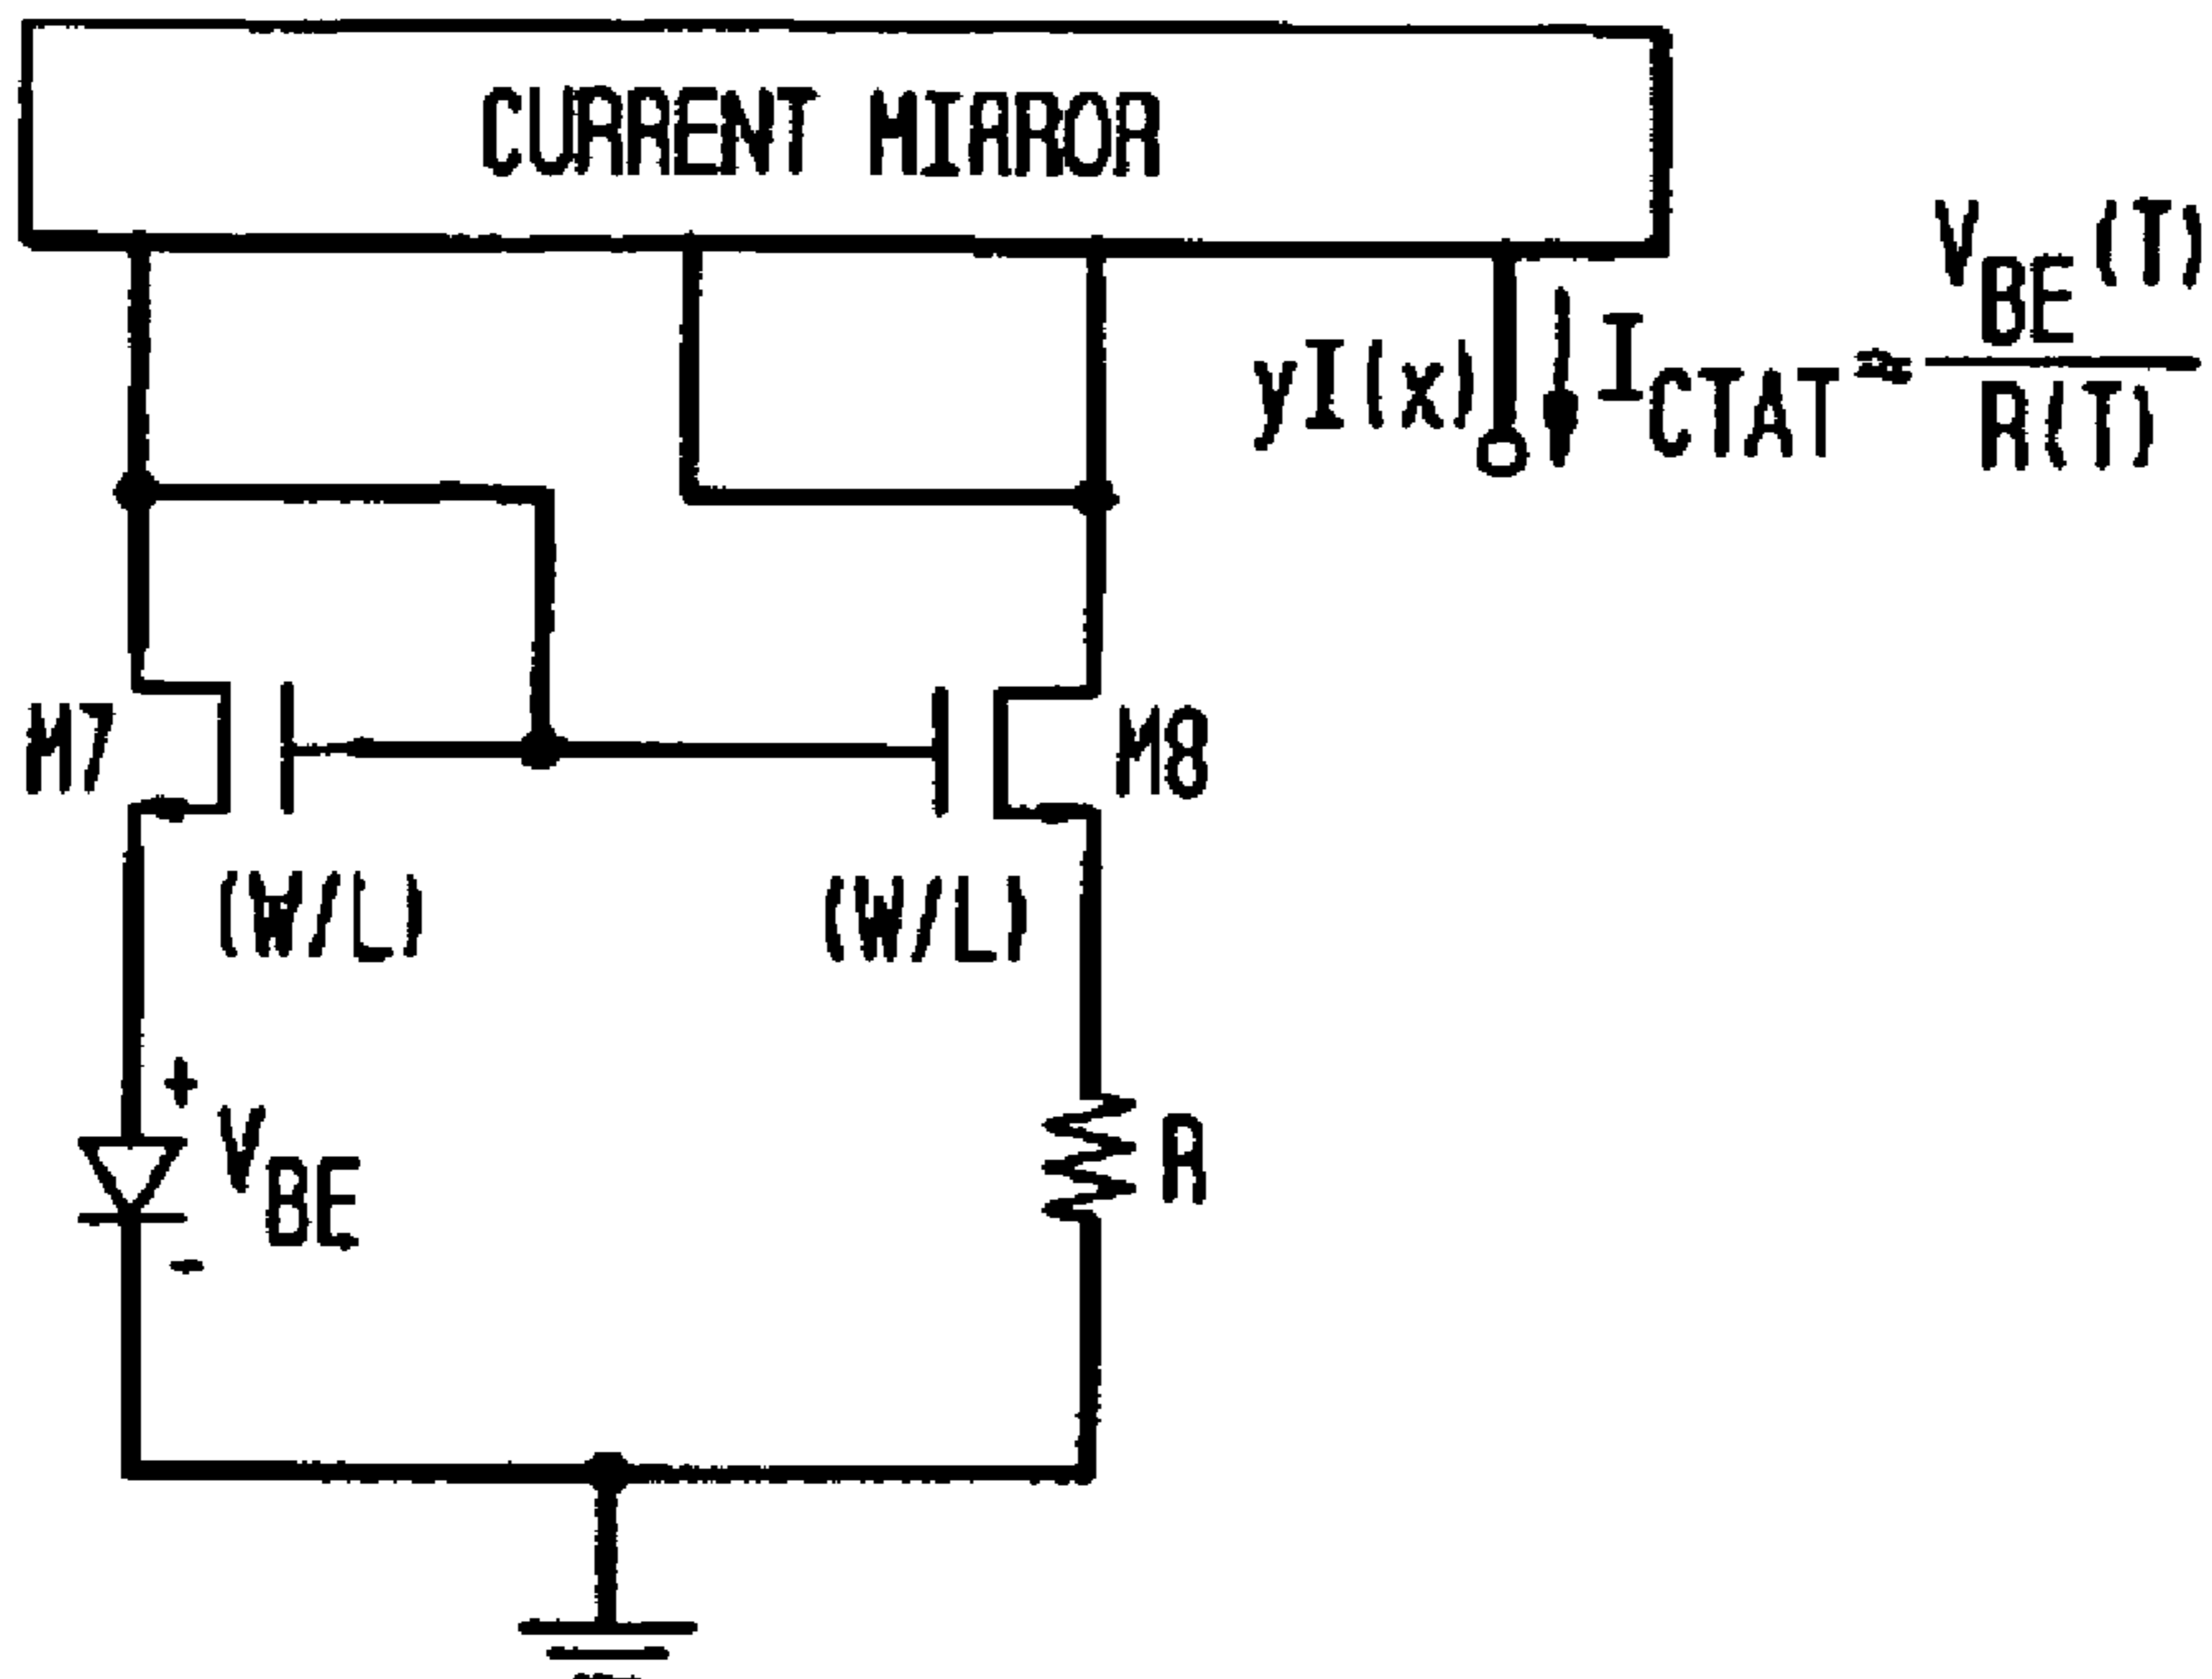 CURRENT MIRROR
yI(x)
I_CTAT ≈ V_BE(T) / R(T)
M7
M8
(W/L)
(W/L)
+
V_BE
-
R